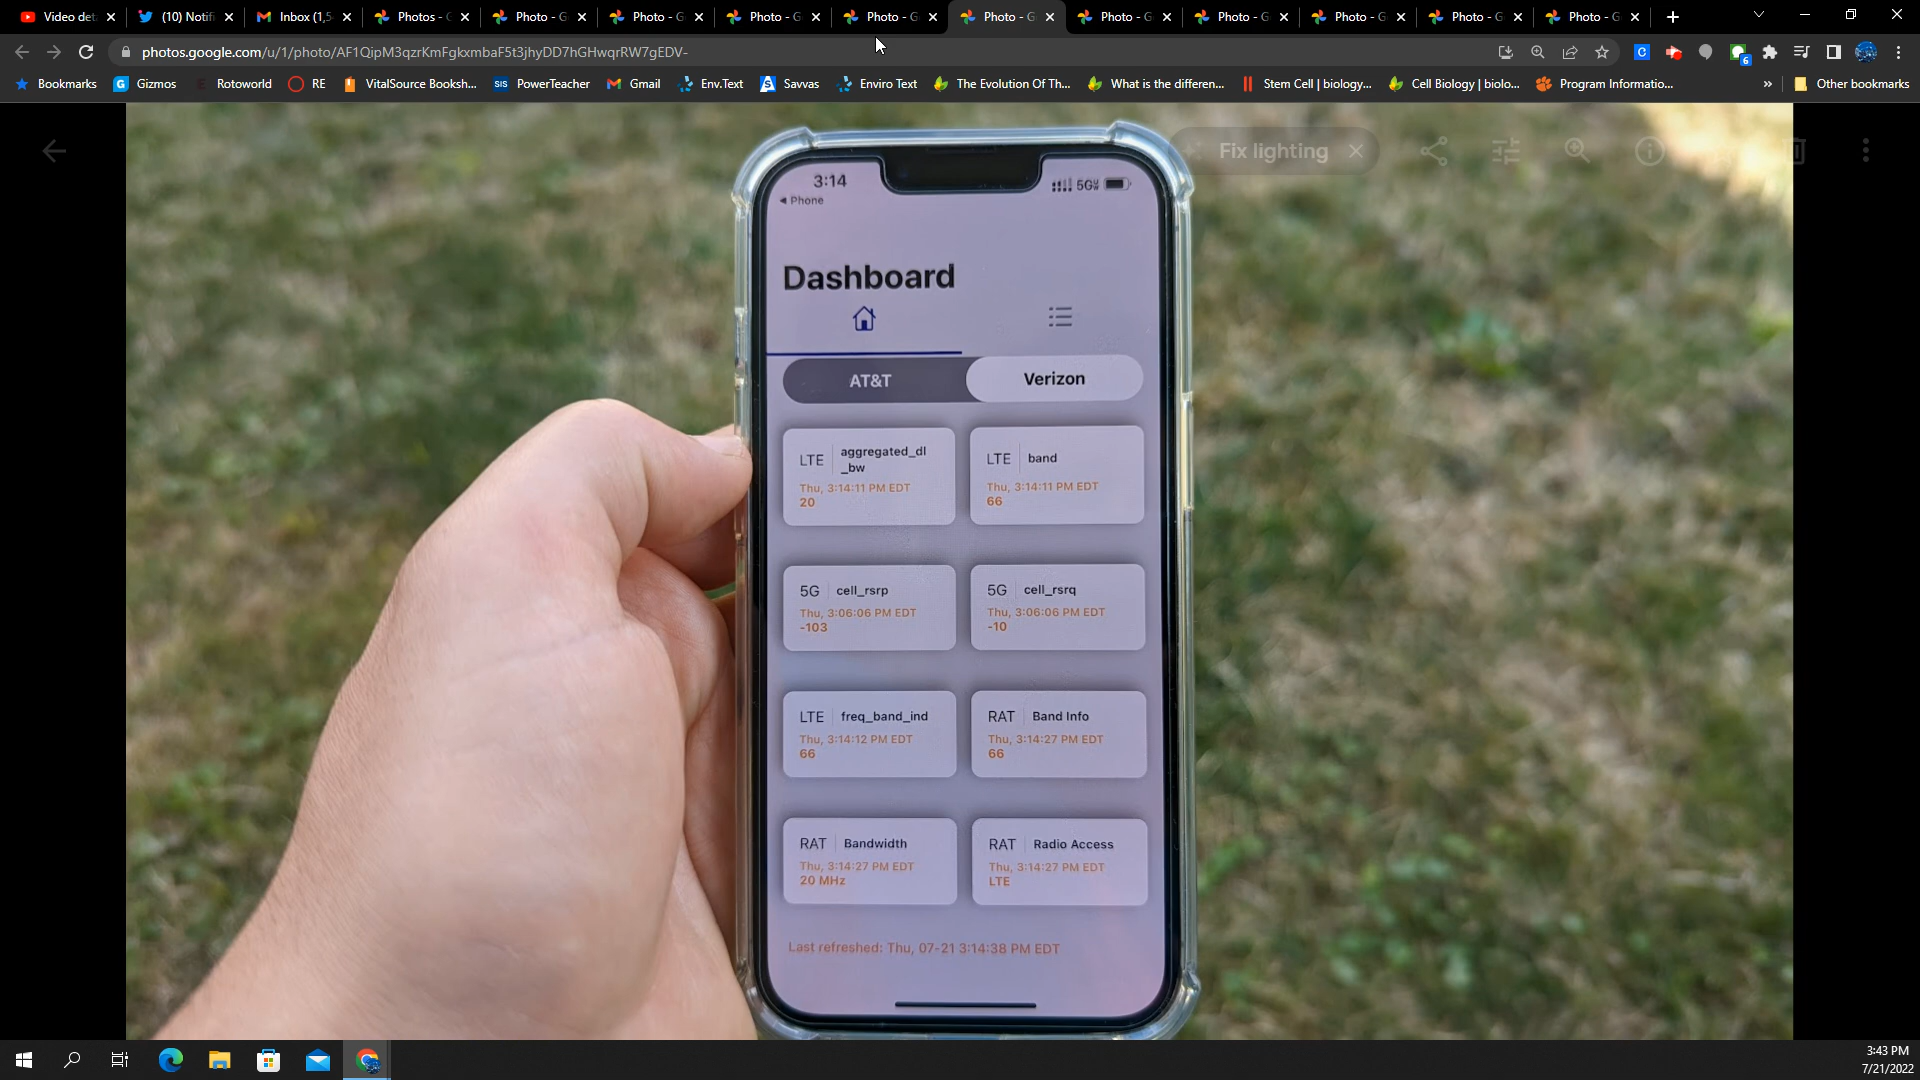 Video det
(10) Notifi
Inbox (1,5
Photos - G
Photo - G
Photo - G
Photo - G
Photo - G
Photo - G
Photo - G
Photo - G
Photo - G
Photo - G
Photo - G
photos.google.com/u/1/photo/AF1QipM3qzrKmFgkxmbaF5t3jhyDD7hGHwqrRW7gEDV-
6
Bookmarks
Gizmos
Rotoworld
RE
VitalSource Booksh...
SIS PowerTeacher
Gmail
Env.Text
Savvas
Enviro Text
The Evolution Of Th...
What is the differen...
Stem Cell | biology...
Cell Biology | biolo...
Program Informatio...
»
Other bookmarks
Fix lighting
3:14
5G
◀ Phone
Dashboard
AT&T
Verizon
LTE aggregated_dl
_bw
Thu, 3:14:11 PM EDT
20
LTE band
Thu, 3:14:11 PM EDT
66
5G cell_rsrp
Thu, 3:06:06 PM EDT
-103
5G cell_rsrq
Thu, 3:06:06 PM EDT
-10
LTE freq_band_ind
Thu, 3:14:12 PM EDT
66
RAT Band Info
Thu, 3:14:27 PM EDT
66
RAT Bandwidth
Thu, 3:14:27 PM EDT
20 MHz
RAT Radio Access
Thu, 3:14:27 PM EDT
LTE
Last refreshed: Thu, 07-21 3:14:38 PM EDT
3:43 PM
7/21/2022